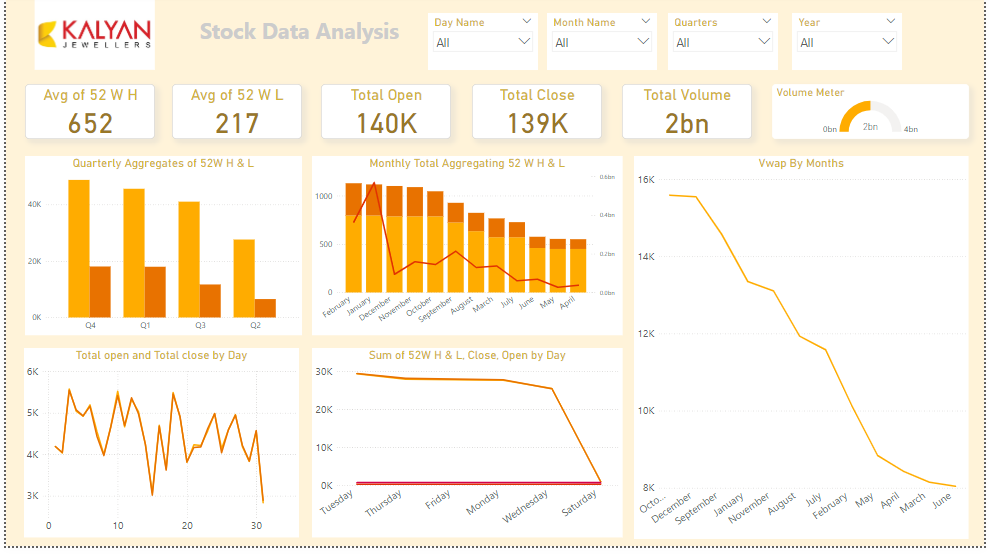 KALYAN
JEWELLERS
Stock Data Analysis
Day Name
All
Month Name
All
Quarters
All
Year
All
Avg of 52 W H
652
Avg of 52 W L
217
Total Open
140K
Total Close
139K
Total Volume
2bn
Volume Meter
0bn
2bn
4bn
Quarterly Aggregates of 52W H & L
40K
20K
0K
Q4
Q1
Q3
Q2
Monthly Total Aggregating 52 W H & L
1000
500
0
0.6bn
0.4bn
0.2bn
0.0bn
February
January
December
November
October
September
August
March
July
June
May
April
Vwap By Months
16K
14K
12K
10K
8K
Octo...
December
September
January
November
August
July
February
May
April
March
June
Total open and Total close by Day
6K
5K
4K
3K
0
10
20
30
Sum of 52W H & L, Close, Open by Day
30K
20K
10K
0K
Tuesday
Thursday
Friday
Monday
Wednesday
Saturday